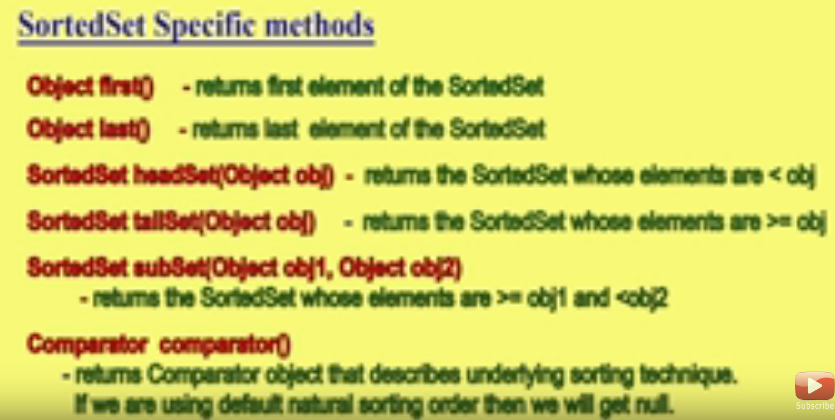 SortedSet Specific methods
Object first() - returns first element of the SortedSet
Object last() - returns last element of the SortedSet
SortedSet headSet(Object obj) - returns the SortedSet whose elements are < obj
SortedSet tailSet(Object obj) - returns the SortedSet whose elements are >= obj
SortedSet subSet(Object obj1, Object obj2)
- returns the SortedSet whose elements are >= obj1 and <obj2
Comparator comparator()
- returns Comparator object that describes underlying sorting technique.
If we are using default natural sorting order then we will get null.
Subscribe